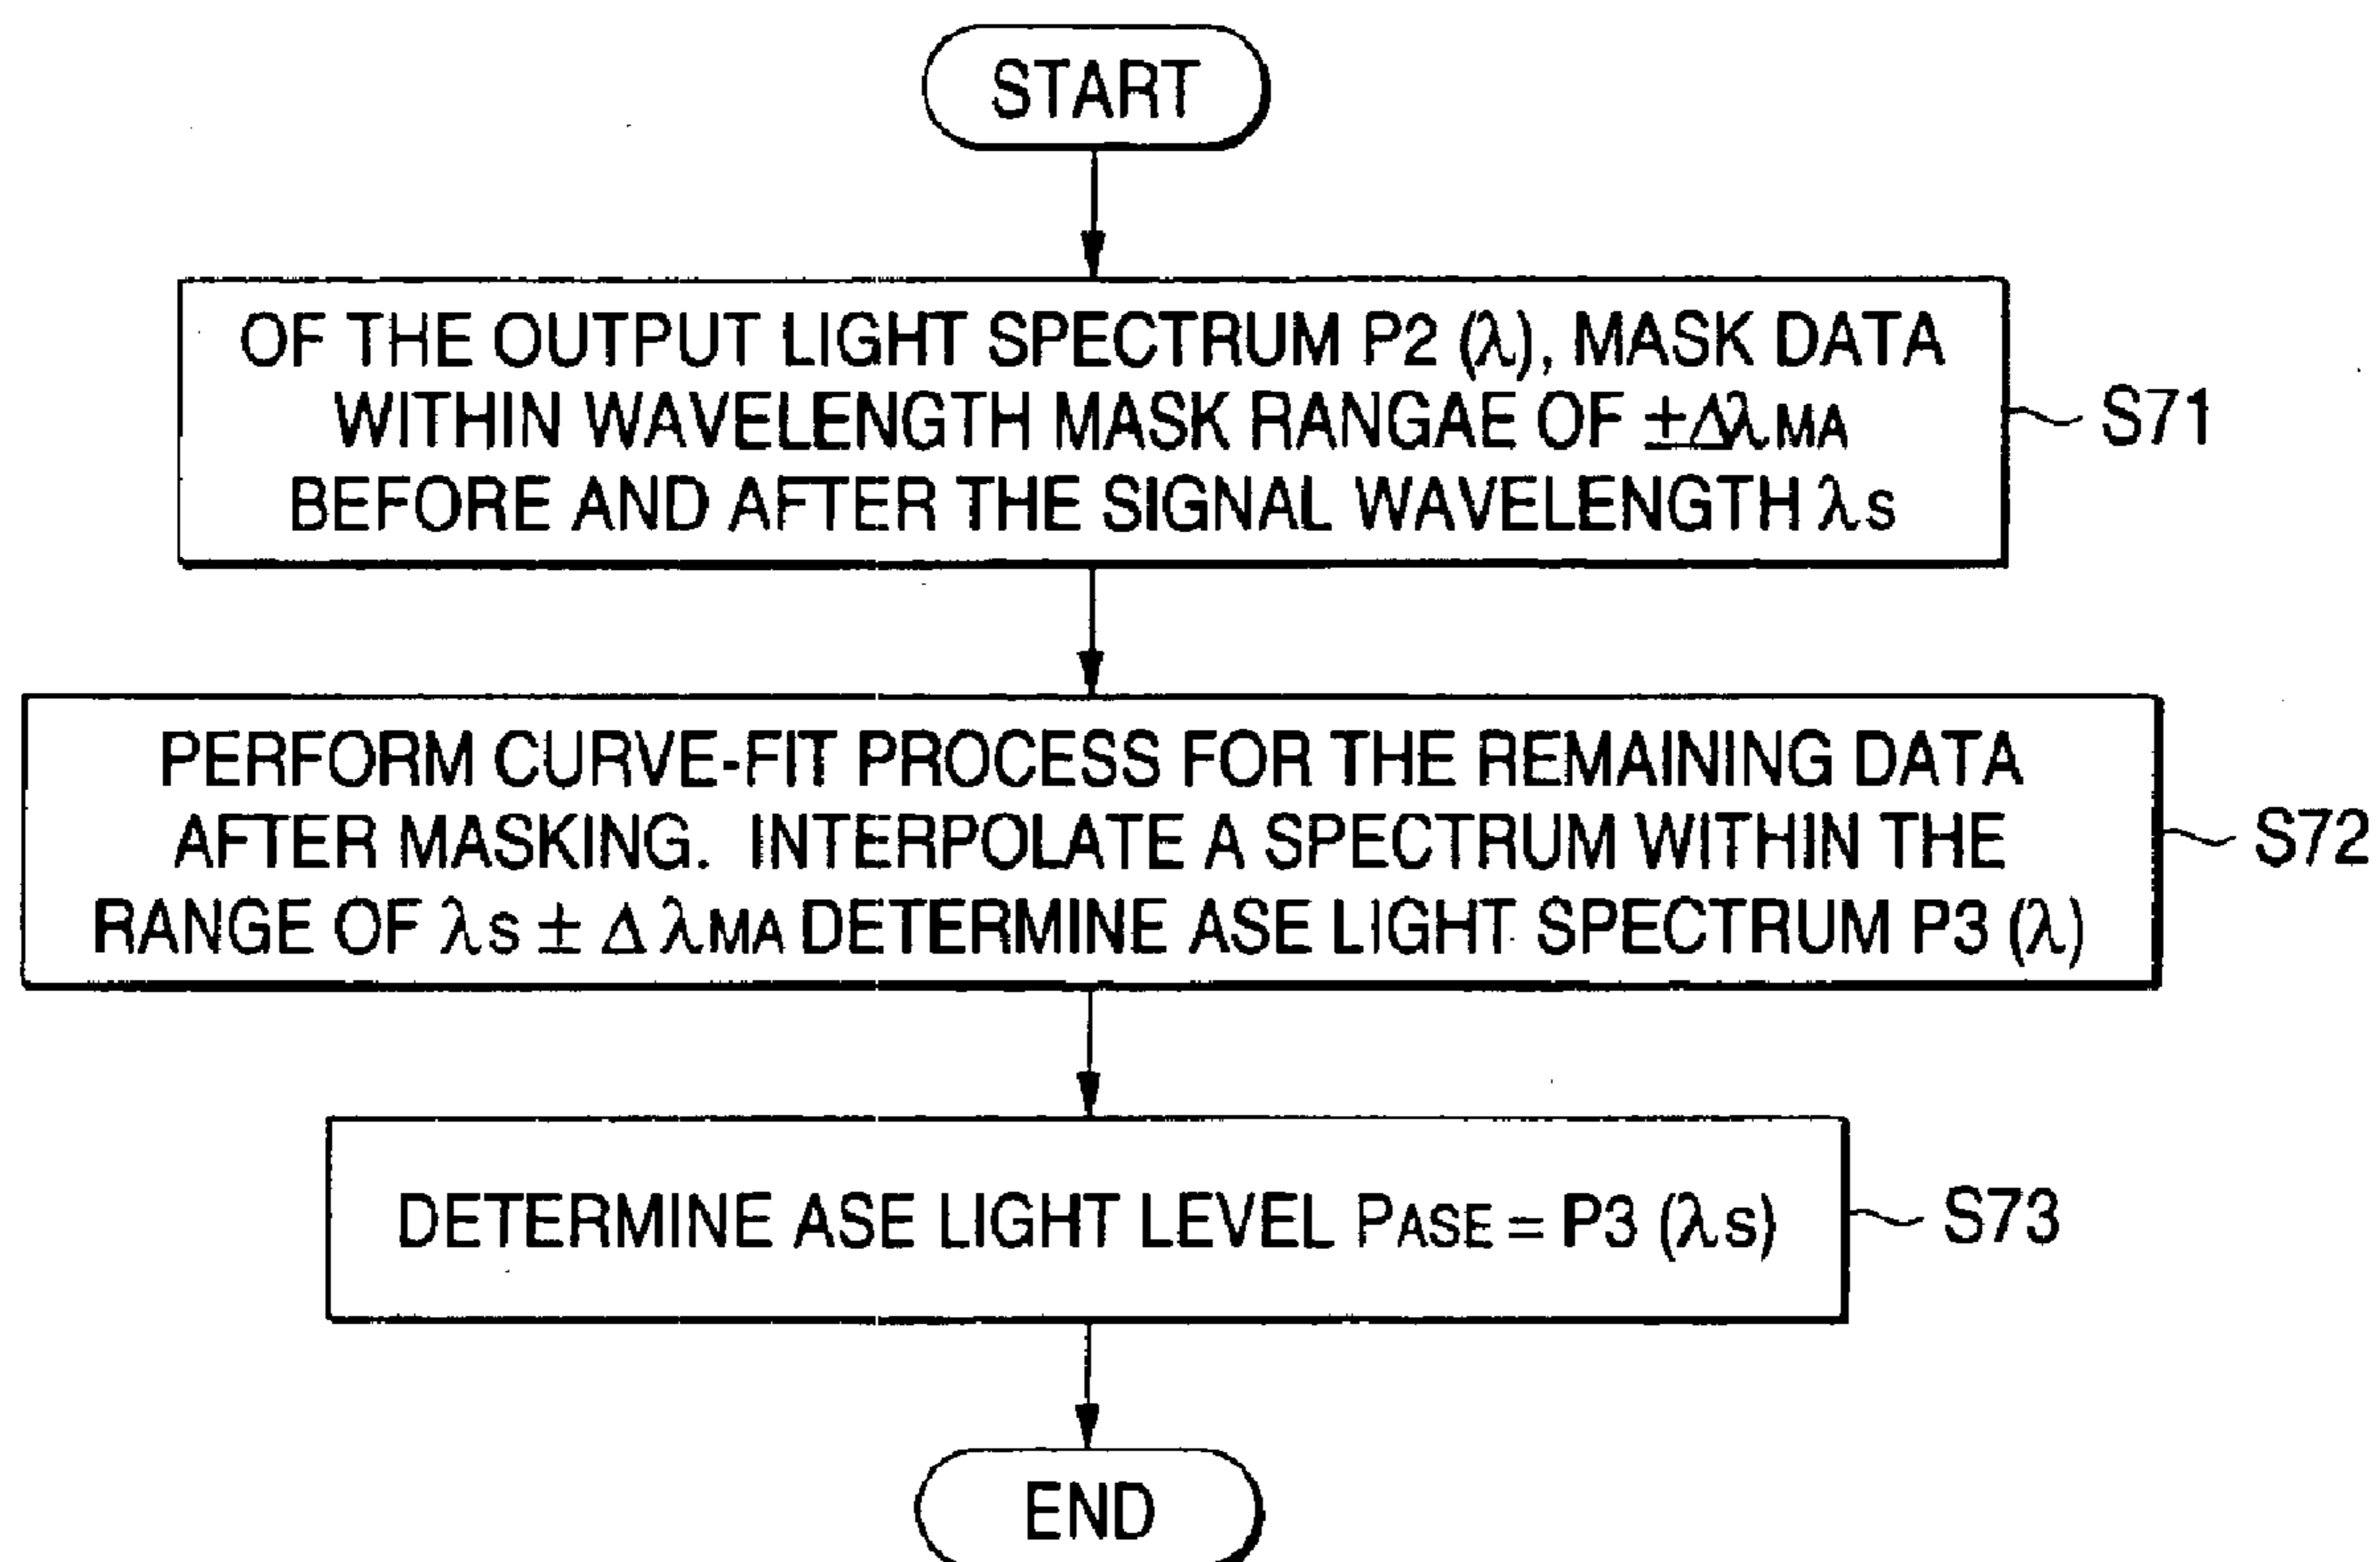 START
OF THE OUTPUT LIGHT SPECTRUM P2 (λ), MASK DATA
WITHIN WAVELENGTH MASK RANGAE OF ±ΔλMA
BEFORE AND AFTER THE SIGNAL WAVELENGTH λs
S71
PERFORM CURVE-FIT PROCESS FOR THE REMAINING DATA
AFTER MASKING. INTERPOLATE A SPECTRUM WITHIN THE
RANGE OF λs ± ΔλMA DETERMINE ASE LIGHT SPECTRUM P3 (λ)
S72
DETERMINE ASE LIGHT LEVEL PASE = P3 (λs)
S73
END